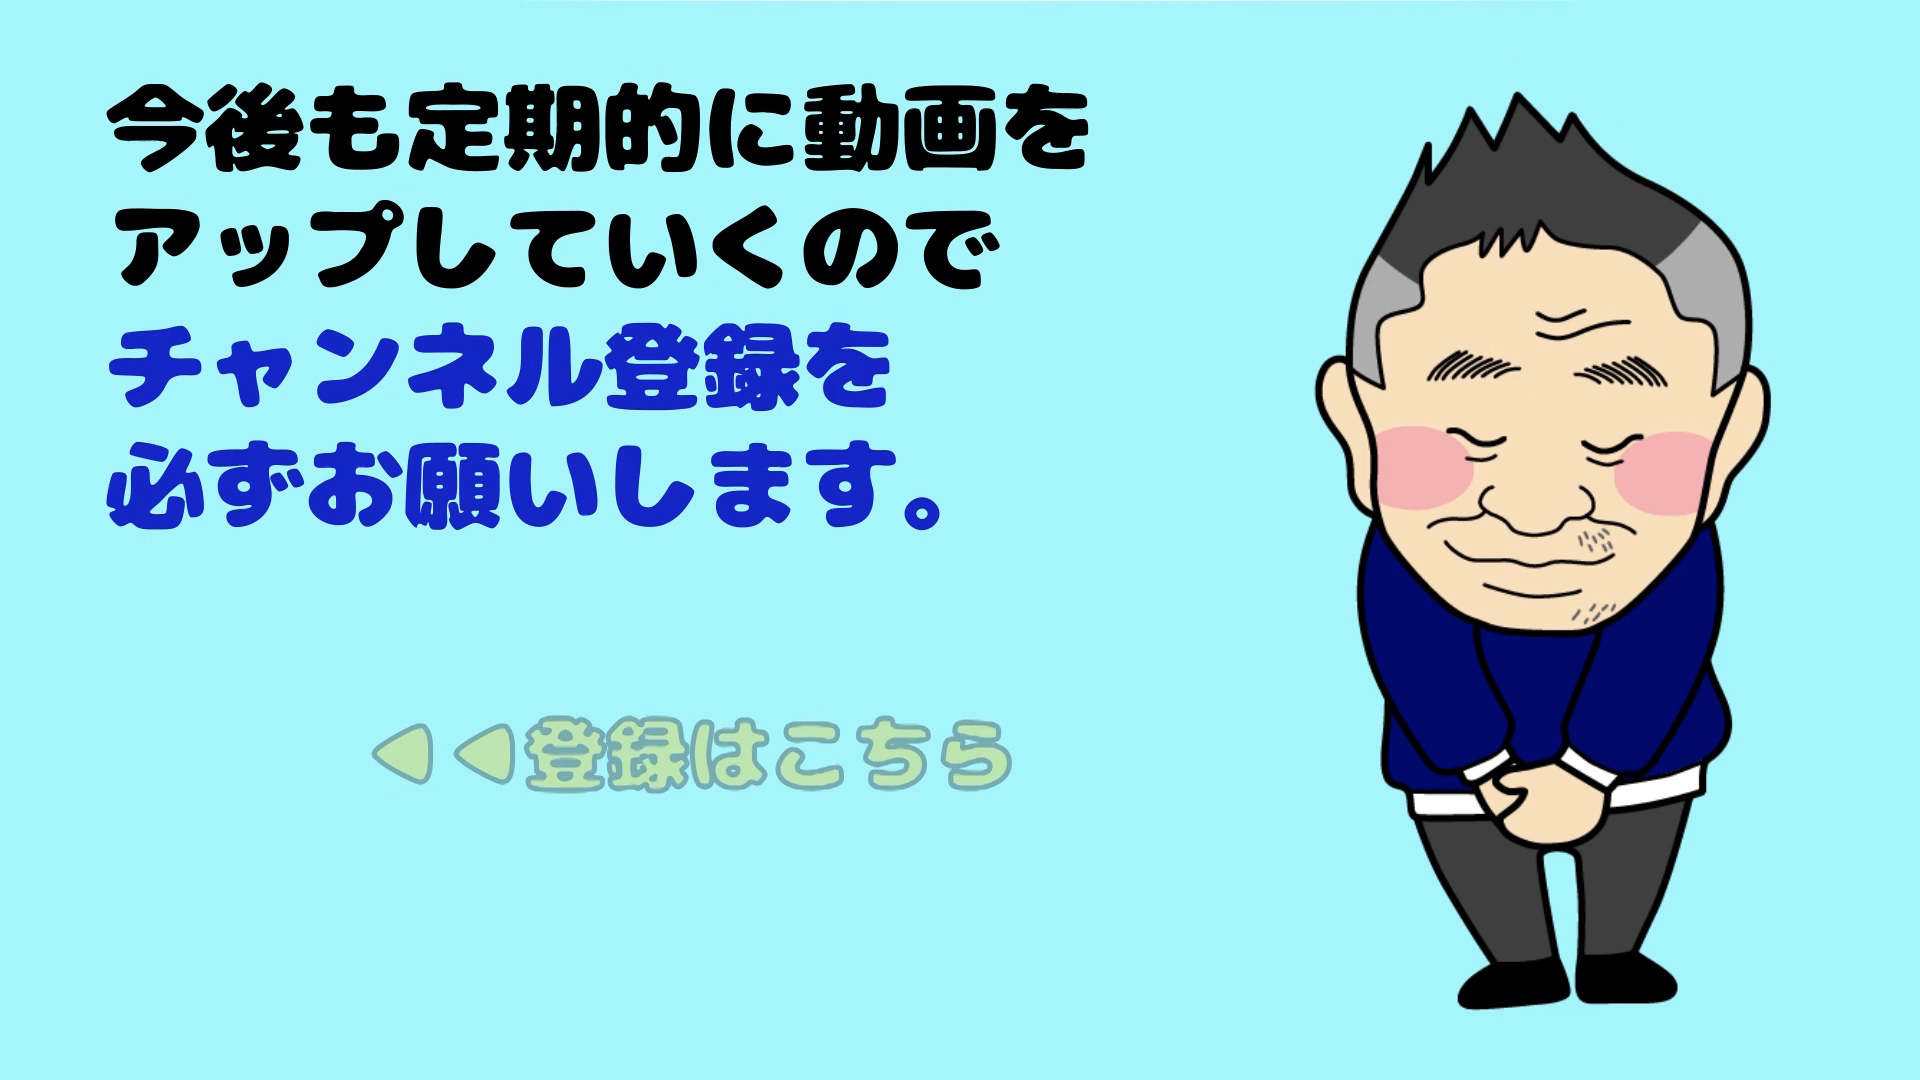 今後も定期的に動画を
アップしていくので
チャンネル登録を
必ずお願いします。
◀◀登録はこちら